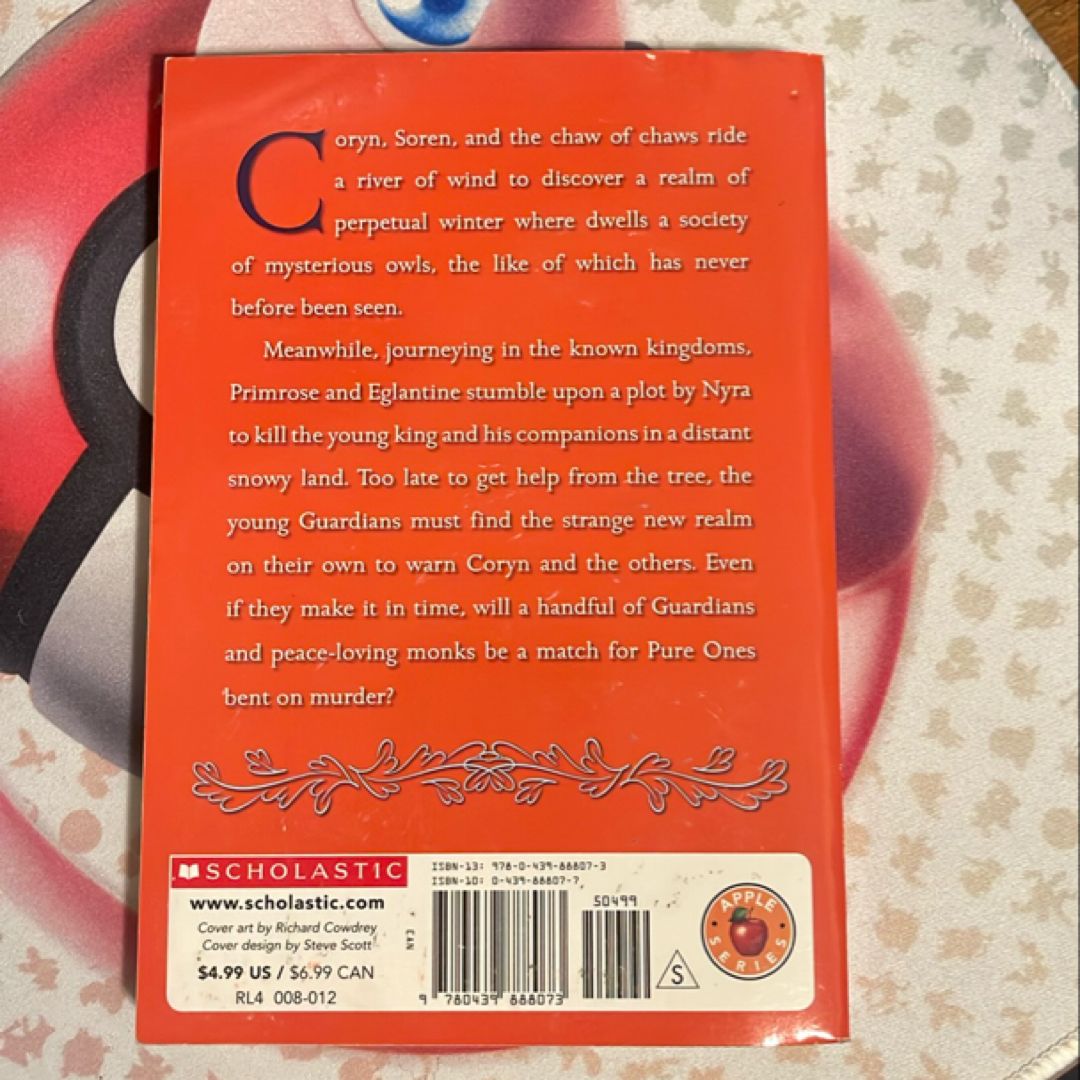 Coryn, Soren, and the chaw of chaws ride
a river of wind to discover a realm of
perpetual winter where dwells a society
of mysterious owls, the like of which has never
before been seen.
Meanwhile, journeying in the known kingdoms,
Primrose and Eglantine stumble upon a plot by Nyra
to kill the young king and his companions in a distant
snowy land. Too late to get help from the tree, the
young Guardians must find the strange new realm
on their own to warn Coryn and the others. Even
if they make it in time, will a handful of Guardians
and peace-loving monks be a match for Pure Ones
bent on murder?
SCHOLASTIC
www.scholastic.com
Cover art by Richard Cowdrey
Cover design by Steve Scott
$4.99 US / $6.99 CAN
RL4 008-012
ISBN-13: 978-0-439-88807-3
ISBN-10: 0-439-88807-7
CAN
50499
9 780439 888073
S
APPLE
SERIES